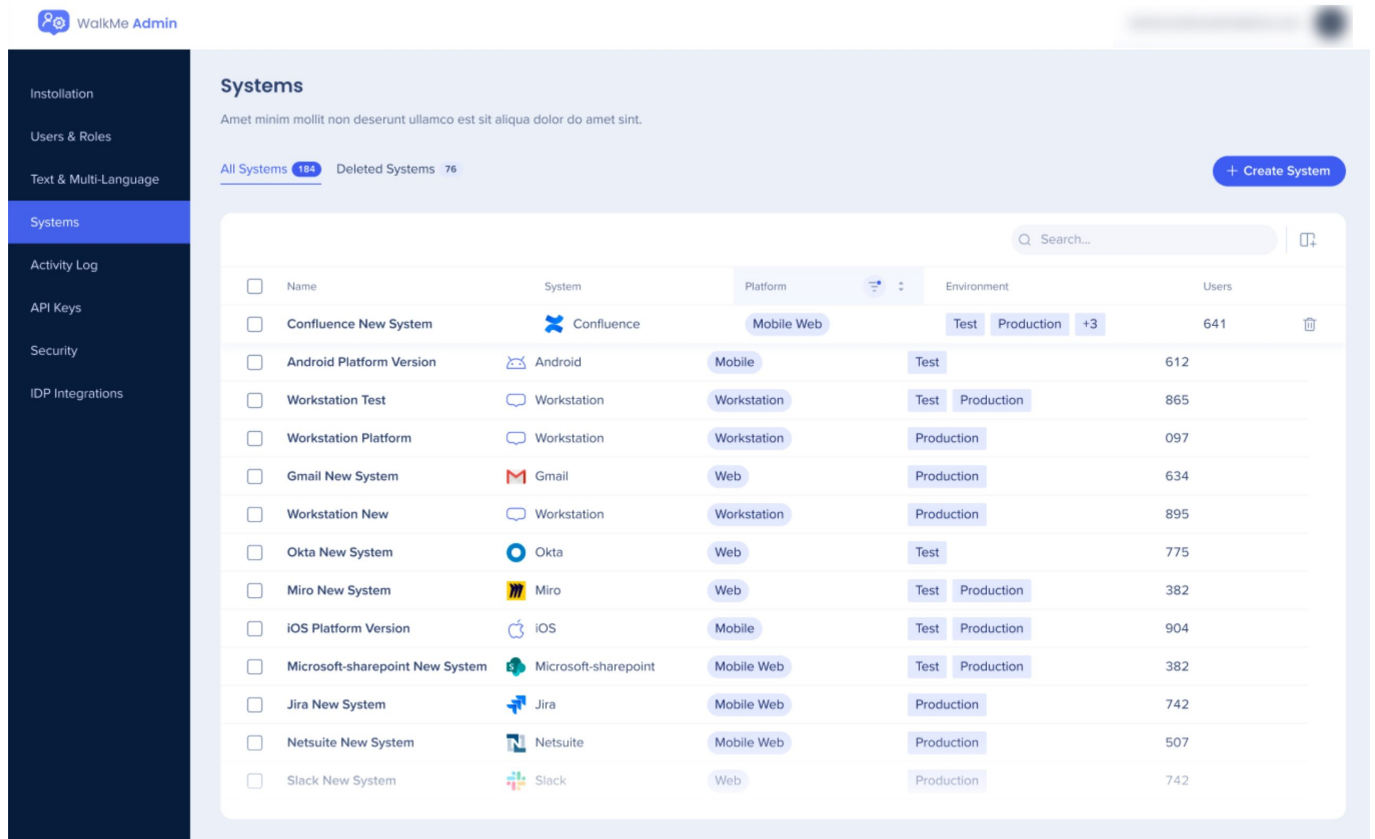 WalkMe Admin
Instollation
Users & Roles
Text & Multi-Language
Systems
Activity Log
API Keys
Security
IDP Integrations
Systems
Amet minim mollit non deserunt ullamco est sit aliqua dolor do amet sint.
All Systems 184 Deleted Systems 76
+ Create System
Search...
Name System Platform Environment Users
Confluence New System Confluence Mobile Web Test Production +3 641
Android Platform Version Android Mobile Test 612
Workstation Test Workstation Workstation Test Production 865
Workstation Platform Workstation Workstation Production 097
Gmail New System Gmail Web Production 634
Workstation New Workstation Workstation Production 895
Okta New System Okta Web Test 775
Miro New System Miro Web Test Production 382
iOS Platform Version iOS Mobile Test Production 904
Microsoft-sharepoint New System Microsoft-sharepoint Mobile Web Test Production 382
Jira New System Jira Mobile Web Production 742
Netsuite New System Netsuite Mobile Web Production 507
Slack New System Slack Web Production 742